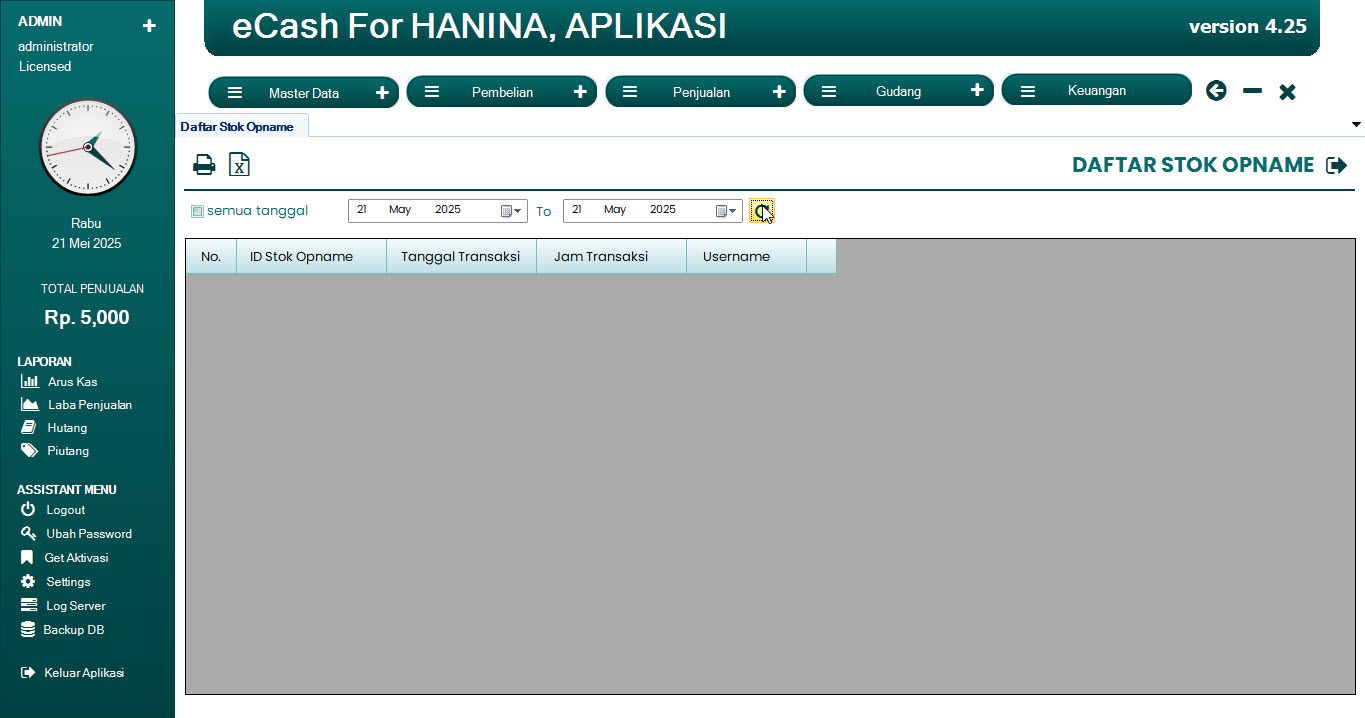 ADMIN
administrator
Licensed
Rabu
21 Mei 2025
TOTAL PENJUALAN
Rp. 5,000
LAPORAN
Arus Kas
Laba Penjualan
Hutang
Piutang
ASSISTANT MENU
Logout
Ubah Password
Get Aktivasi
Settings
Log Server
Backup DB
Keluar Aplikasi
eCash For HANINA, APLIKASI
version 4.25
Master Data
Pembelian
Penjualan
Gudang
Keuangan
Daftar Stok Opname
DAFTAR STOK OPNAME
semua tanggal 21 May 2025 To 21 May 2025
No. ID Stok Opname Tanggal Transaksi Jam Transaksi Username